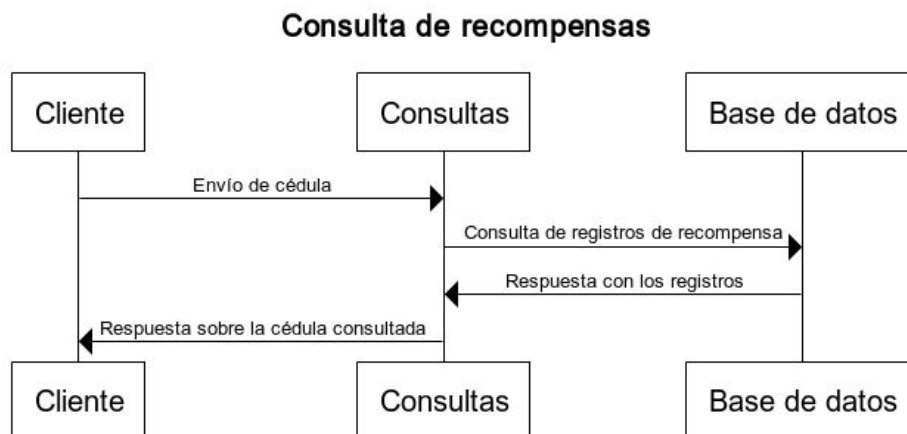 Consulta de recompensas
Cliente
Consultas
Base de datos
Envío de cédula
Consulta de registros de recompensa
Respuesta con los registros
Respuesta sobre la cédula consultada
Cliente
Consultas
Base de datos